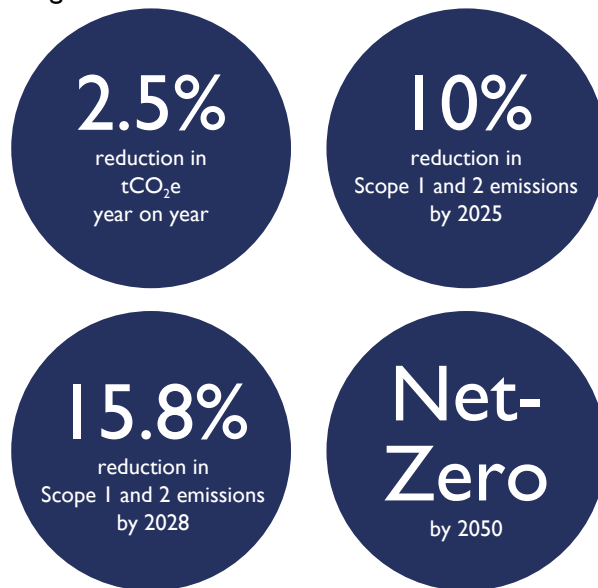 2.5%
reduction in
tCO₂e
year on year
10%
reduction in
Scope 1 and 2 emissions
by 2025
15.8%
reduction in
Scope 1 and 2 emissions
by 2028
Net-
Zero
by 2050